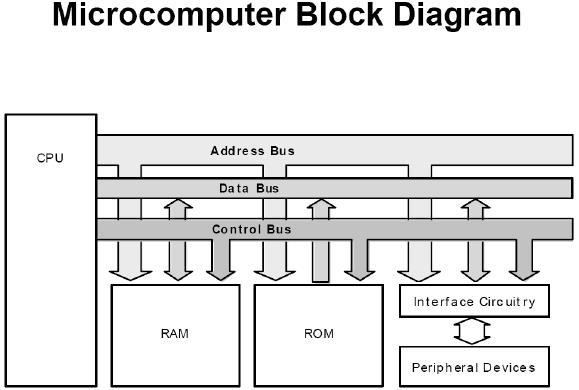 Microcomputer Block Diagram
CPU
Address Bus
Data Bus
Control Bus
RAM
ROM
Interface Circuitry
Peripheral Devices